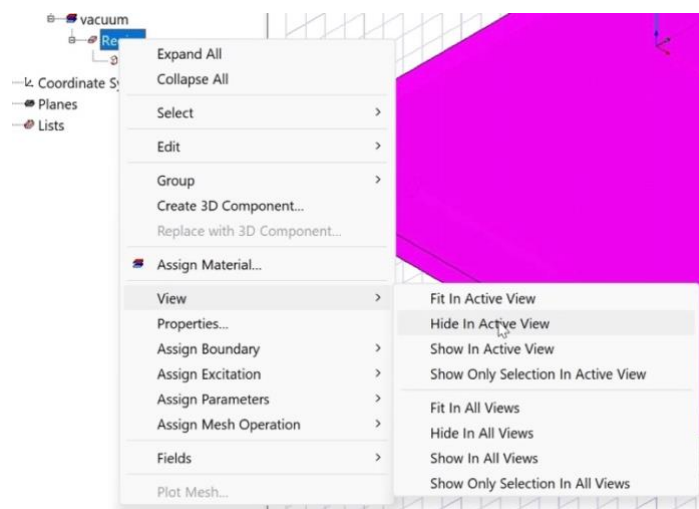 vacuum
Expand All
Collapse All
Coordinate
Planes
Lists
Select
Edit
Group
Create 3D Component...
Replace with 3D Component...
Assign Material...
View
Properties...
Assign Boundary
Assign Excitation
Assign Parameters
Assign Mesh Operation
Fields
Plot Mesh...
Fit In Active View
Hide In Active View
Show In Active View
Show Only Selection In Active View
Fit In All Views
Hide In All Views
Show In All Views
Show Only Selection In All Views